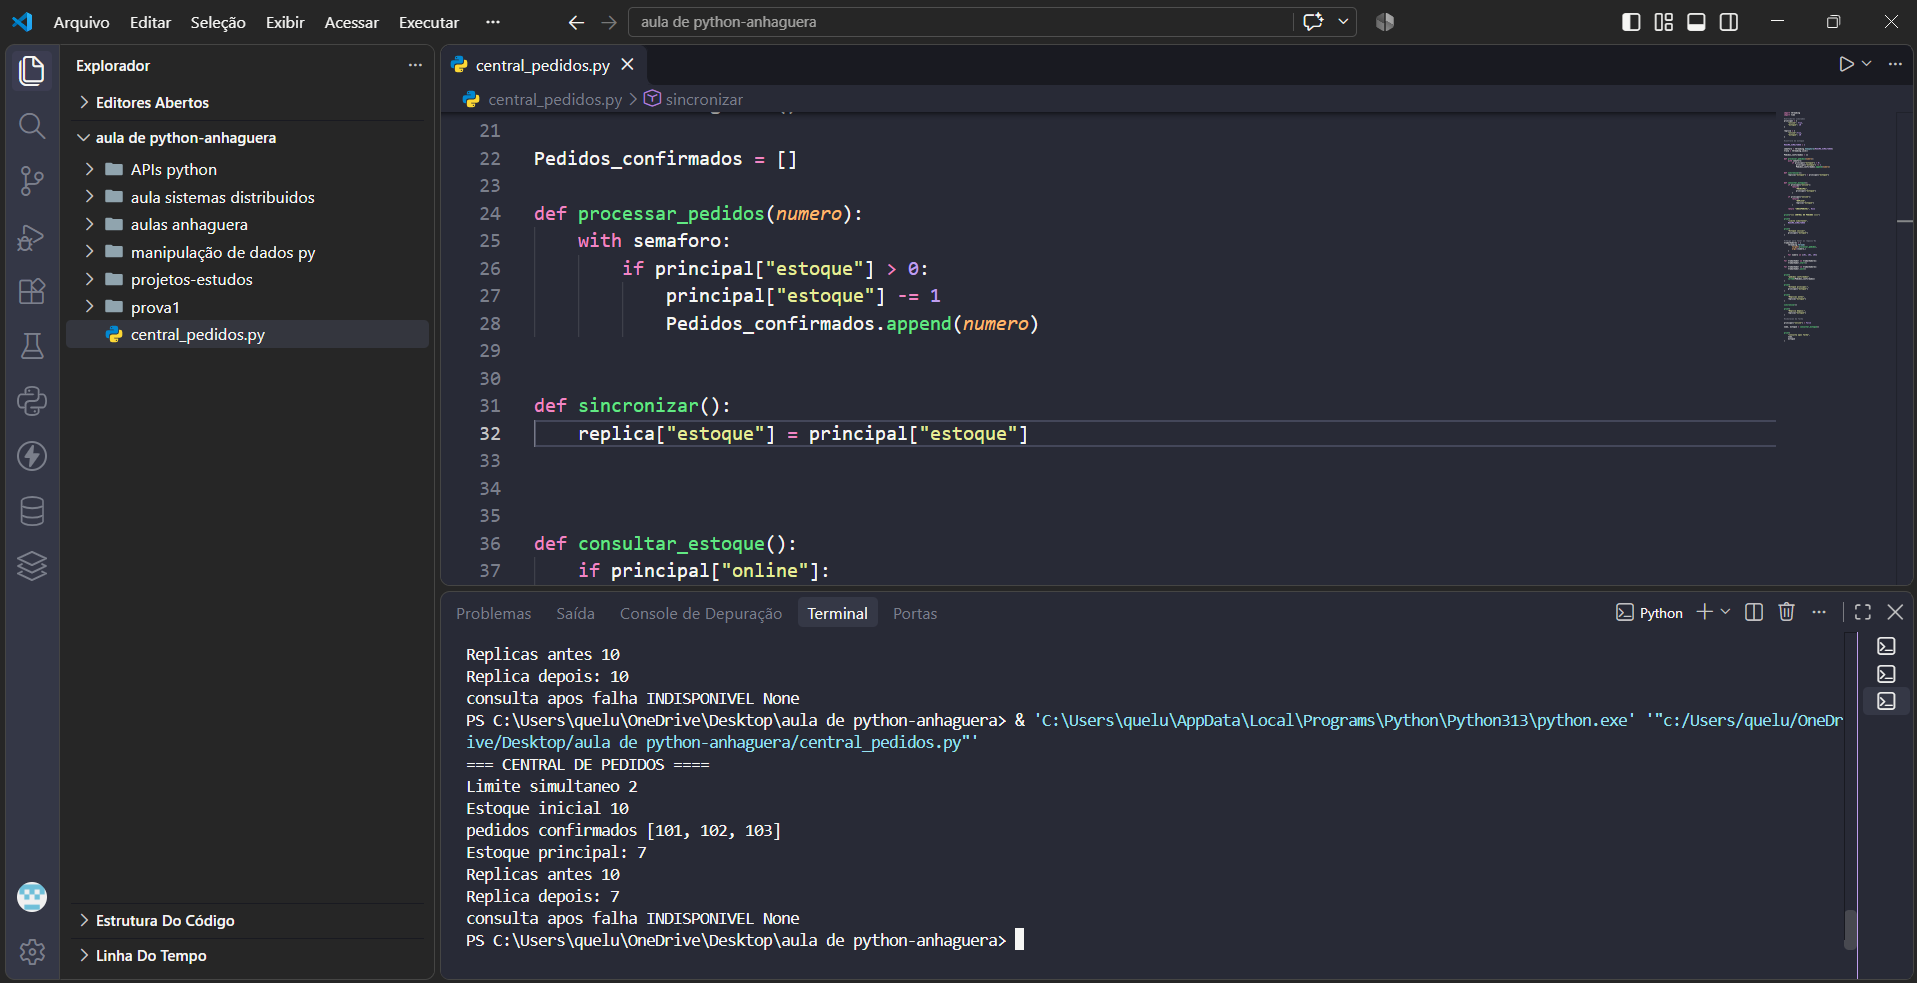 Arquivo Editar Seleção Exibir Acessar Executar ··· aula de python-anhaguera
Explorador ···
Editores Abertos
aula de python-anhaguera
APIs python
aula sistemas distribuidos
aulas anhaguera
manipulação de dados py
projetos-estudos
prova1
central_pedidos.py
Estrutura Do Código
Linha Do Tempo
central_pedidos.py
central_pedidos.py > sincronizar
21
22 Pedidos_confirmados = []
23
24 def processar_pedidos(numero):
25 with semaforo:
26 if principal["estoque"] > 0:
27 principal["estoque"] -= 1
28 Pedidos_confirmados.append(numero)
29
30
31 def sincronizar():
32 replica["estoque"] = principal["estoque"]
33
34
35
36 def consultar_estoque():
37 if principal["online"]:
Problemas Saída Console de Depuração Terminal Portas Python
Replicas antes 10
Replica depois: 10
consulta apos falha INDISPONIVEL None
PS C:\Users\quelu\OneDrive\Desktop\aula de python-anhaguera> & 'C:\Users\quelu\AppData\Local\Programs\Python\Python313\python.exe' '"c:/Users/quelu/OneDr
ive/Desktop/aula de python-anhaguera/central_pedidos.py"'
=== CENTRAL DE PEDIDOS ====
Limite simultaneo 2
Estoque inicial 10
pedidos confirmados [101, 102, 103]
Estoque principal: 7
Replicas antes 10
Replica depois: 7
consulta apos falha INDISPONIVEL None
PS C:\Users\quelu\OneDrive\Desktop\aula de python-anhaguera>